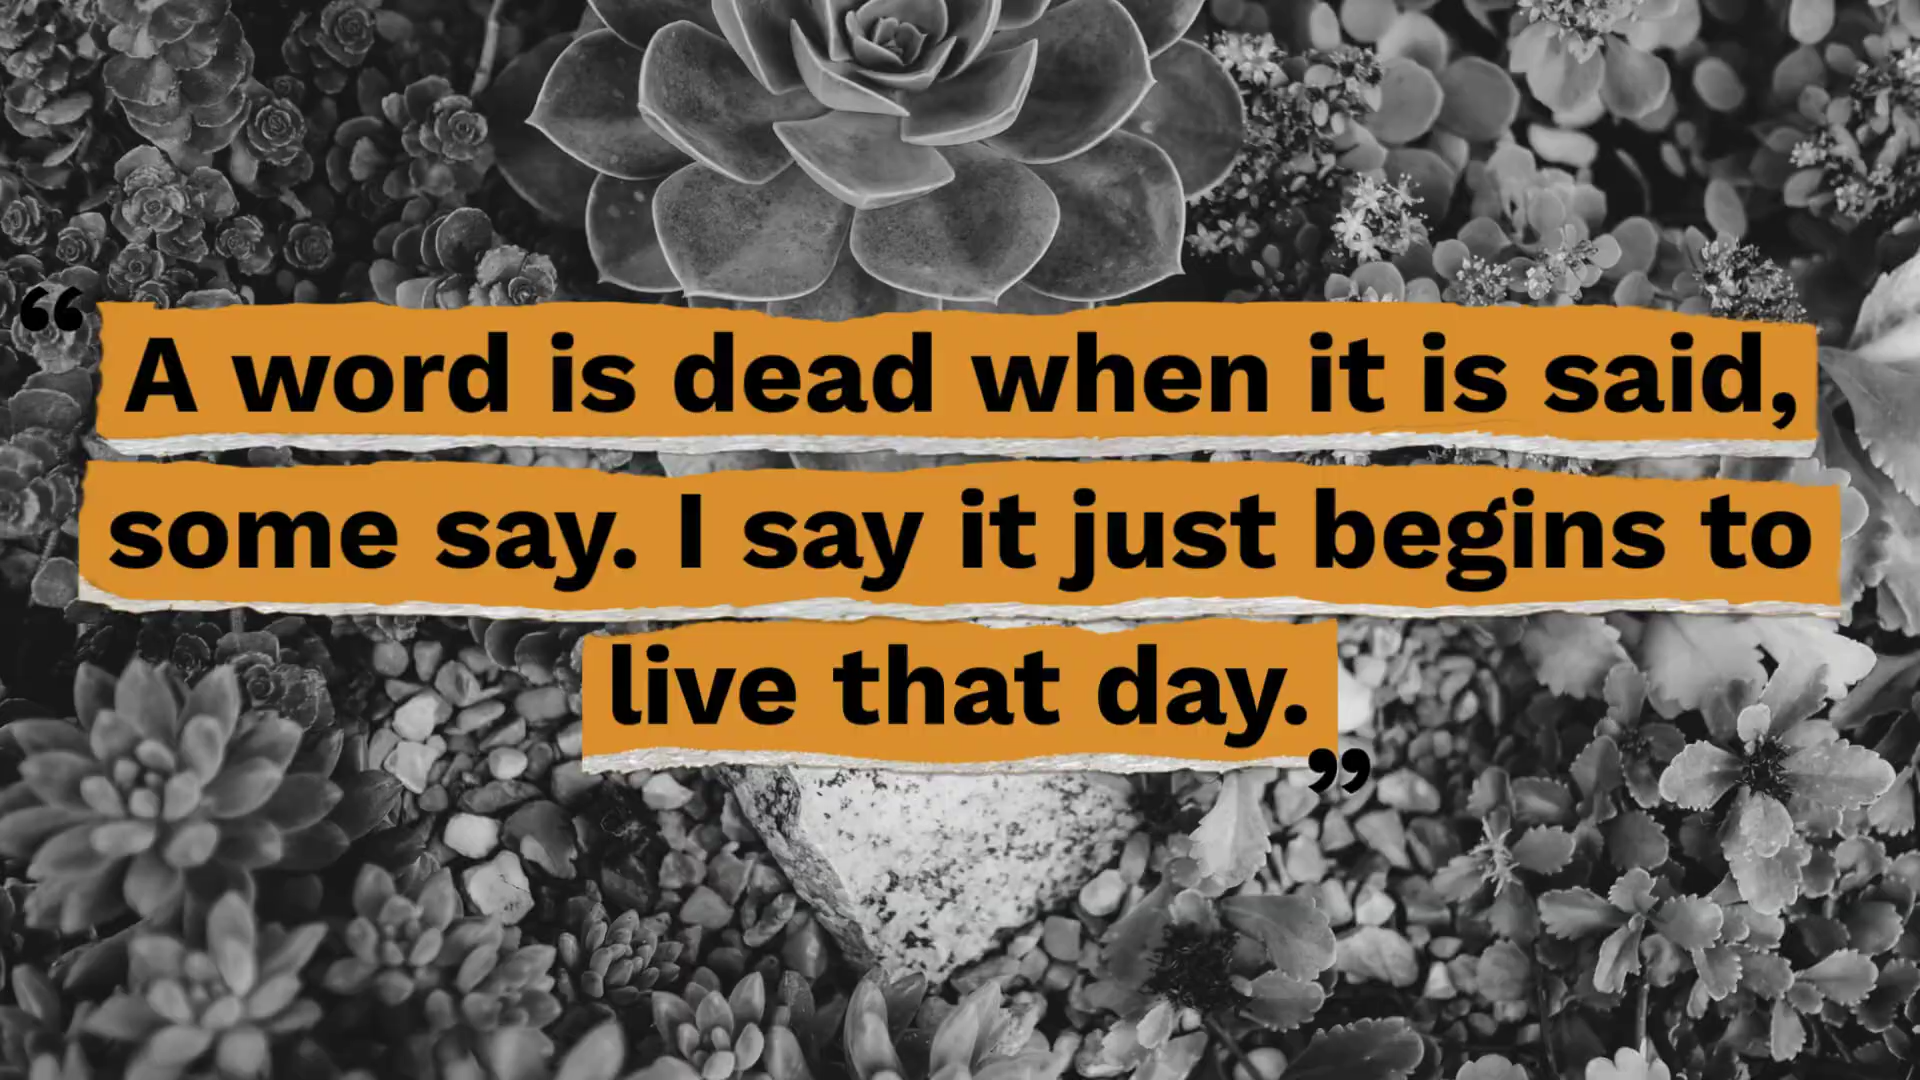 “A word is dead when it is said,
some say. I say it just begins to
live that day.”